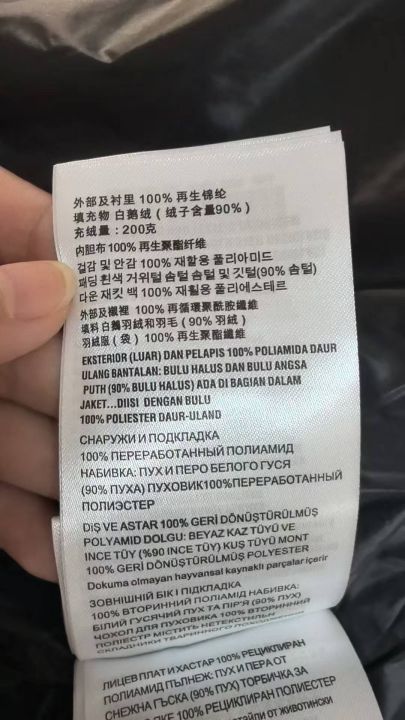 外部及衬里 100% 再生锦纶
填充物 白鹅绒（绒子含量90%）
充绒量：200克
内胆布100% 再生聚酯纤维
겉감 및 안감 100% 재활용 폴리아미드
패딩 흰색 거위털 솜털 솜털 및 깃털(90% 솜털)
다운 재킷 백 100% 재활용 폴리에스테르
外部及襯裡 100% 再循環聚酰胺纖維
填料 白鵝羽絨和羽毛（90% 羽絨）
羽絨服（袋）100% 再生聚酯纖維
EKSTERIOR (LUAR) DAN PELAPIS 100% POLIAMIDA DAUR
ULANG BANTALAN: BULU HALUS DAN BULU ANGSA
PUTH (90% BULU HALUS) ADA DI BAGIAN DALAM
JAKET...DIISI DENGAN BULU
100% POLIESTER DAUR-ULAND
СНАРУЖИ И ПОДКЛАДКА
100% ПЕРЕРАБОТАННЫЙ ПОЛИАМИД
НАБИВКА: ПУХ И ПЕРО БЕЛОГО ГУСЯ
(90% ПУХА) ПУХОВИК100%ПЕРЕРАБОТАННЫЙ
ПОЛИЭСТЕР
DiŞ VE ASTAR 100% GERİ DÖNÜŞTÜRÜLMÜŞ
POLYAMID DOLGU: BEYAZ KAZ TÜYÜ VE
INCE TÜY (%90 INCE TÜY) KUŞ TÜYÜ MONT
100% GERİ DÖNÜŞTÜRÜLMÜŞ POLYESTER
Dokuma olmayan hayvansal kaynaklı parçalar içerir
ЗОВНІШНІЙ БІК І ПІДКЛАДКА
100% ВТОРИННИЙ ПОЛІАМІД НАБИВКА:
БІЛИЙ ГУСЯЧИЙ ПУХ ТА ПІР'Я (90% ПУХ)
ЧОХОЛ ДЛЯ ПУХОВИКА 100% ВТОРИННИЙ
ПОЛІЕСТР МІСТИТЬ НЕТЕКСТИЛЬНІ
СКЛАДНИКИ ТВАРИННОГО
ЛИЦЕВ ПЛАТ И ХАСТАР 100% РЕЦИКЛИРАН
ПОЛИАМИД ПЪЛНЕЖ: ПУХ И ПЕРА ОТ
СНЕЖНА ГЪСКА (90% ПУХ) ТОРБИЧКА ЗА
100% РЕЦИКЛИРАН ПОЛИЕСТЕР
ОТ ЖИВОТИНСКИ